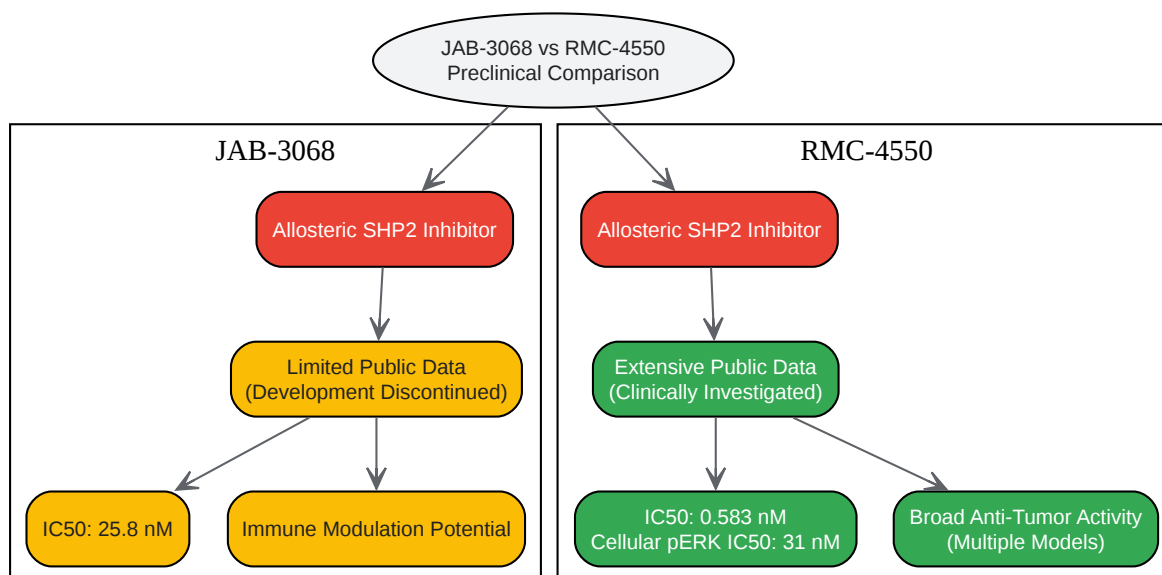 JAB-3068 vs RMC-4550
Preclinical Comparison
JAB-3068
Allosteric SHP2 Inhibitor
Limited Public Data
(Development Discontinued)
IC50: 25.8 nM
Immune Modulation Potential
RMC-4550
Allosteric SHP2 Inhibitor
Extensive Public Data
(Clinically Investigated)
IC50: 0.583 nM
Cellular pERK IC50: 31 nM
Broad Anti-Tumor Activity
(Multiple Models)